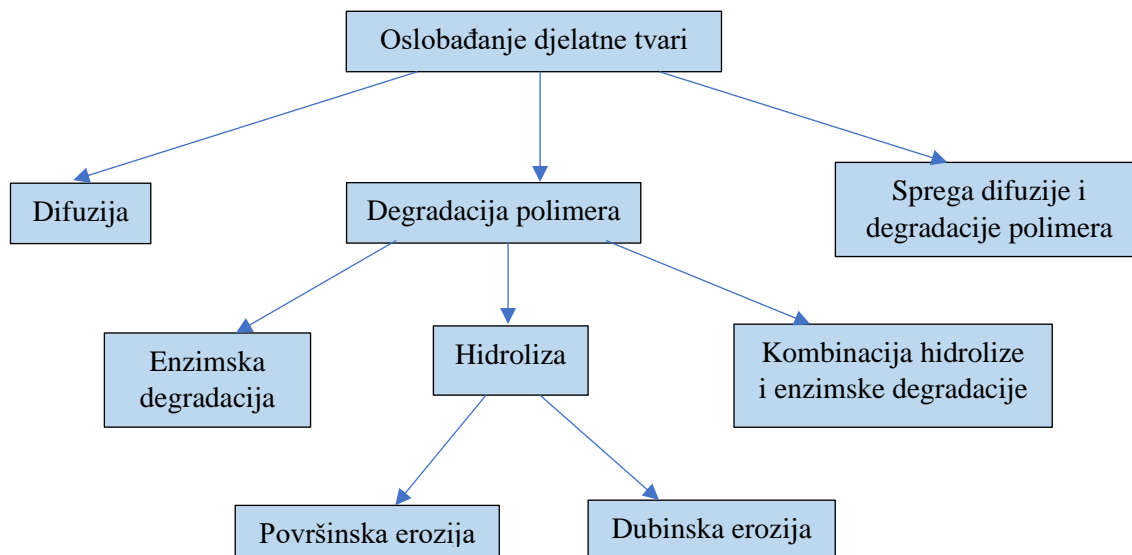 Oslobađanje djelatne tvari
Difuzija
Degradacija polimera
Sprega difuzije i
degradacije polimera
Enzimska
degradacija
Hidroliza
Kombinacija hidrolize
i enzimske degradacije
Površinska erozija
Dubinska erozija